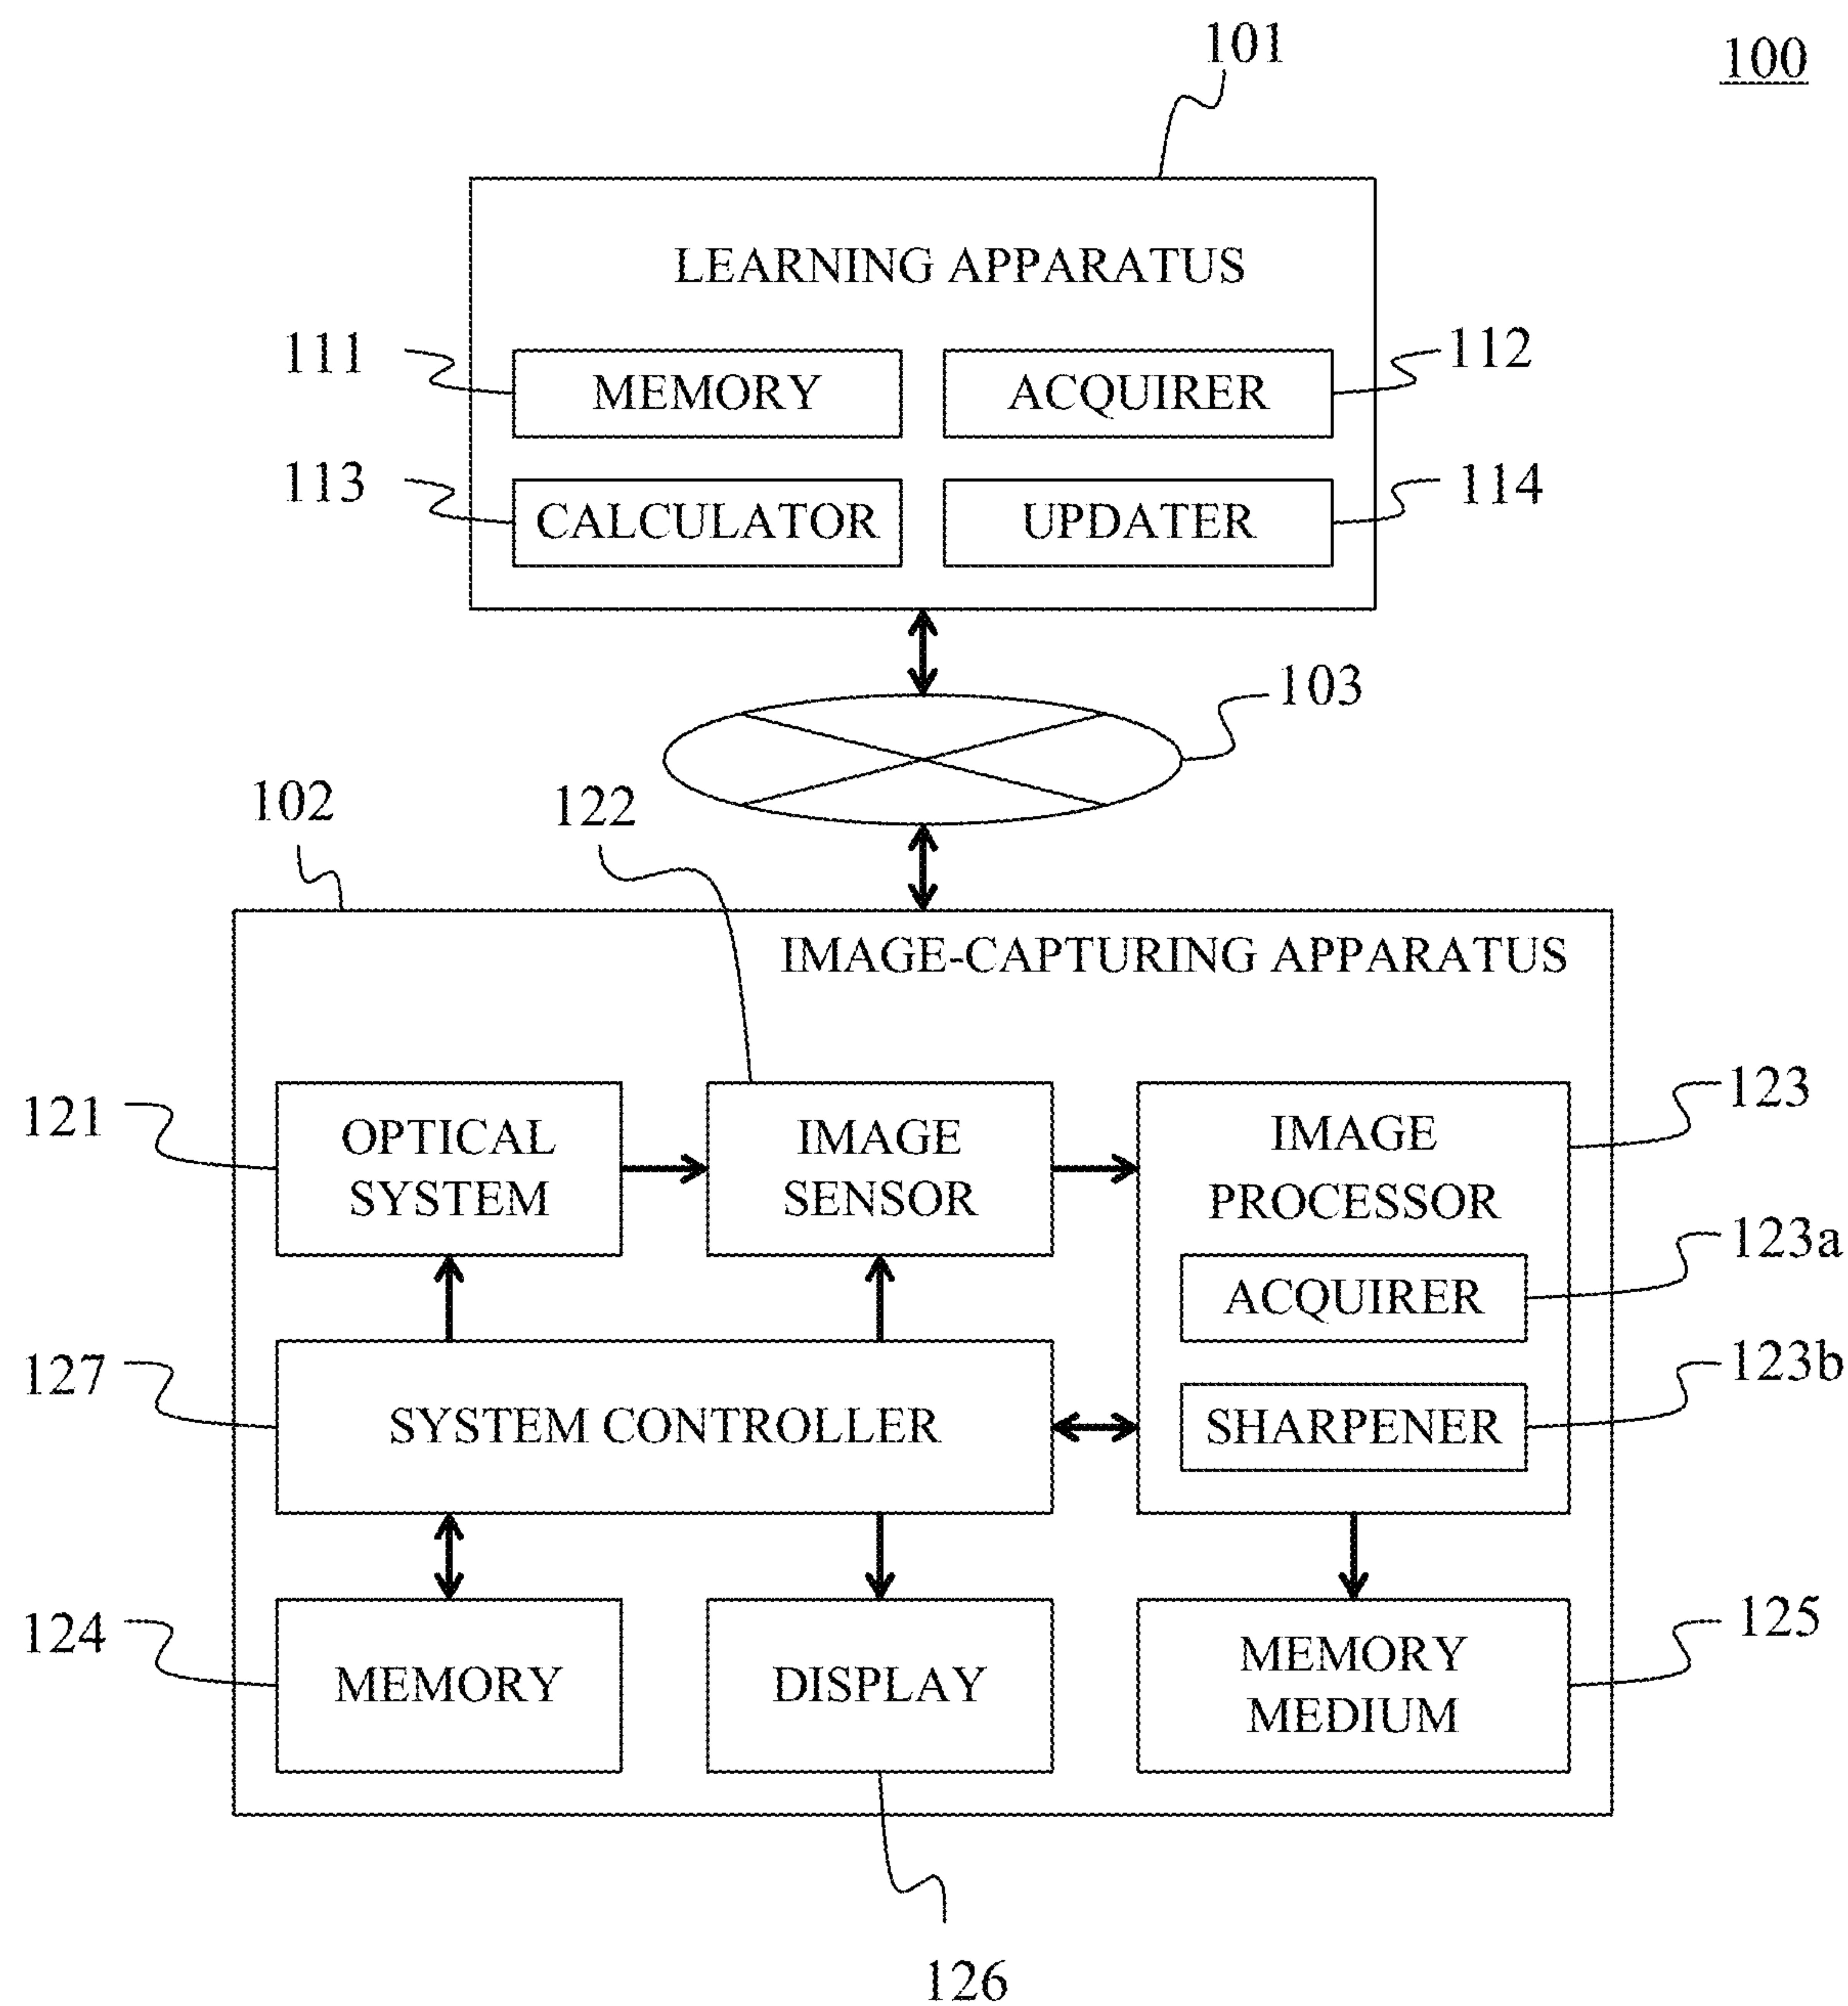 101
100
LEARNING APPARATUS
111
MEMORY
ACQUIRER
112
113
CALCULATOR
UPDATER
114
103
102
122
IMAGE-CAPTURING APPARATUS
121
OPTICAL
SYSTEM
IMAGE
SENSOR
IMAGE
PROCESSOR
123
ACQUIRER
123a
127
SYSTEM CONTROLLER
SHARPENER
123b
124
MEMORY
DISPLAY
MEMORY
MEDIUM
125
126